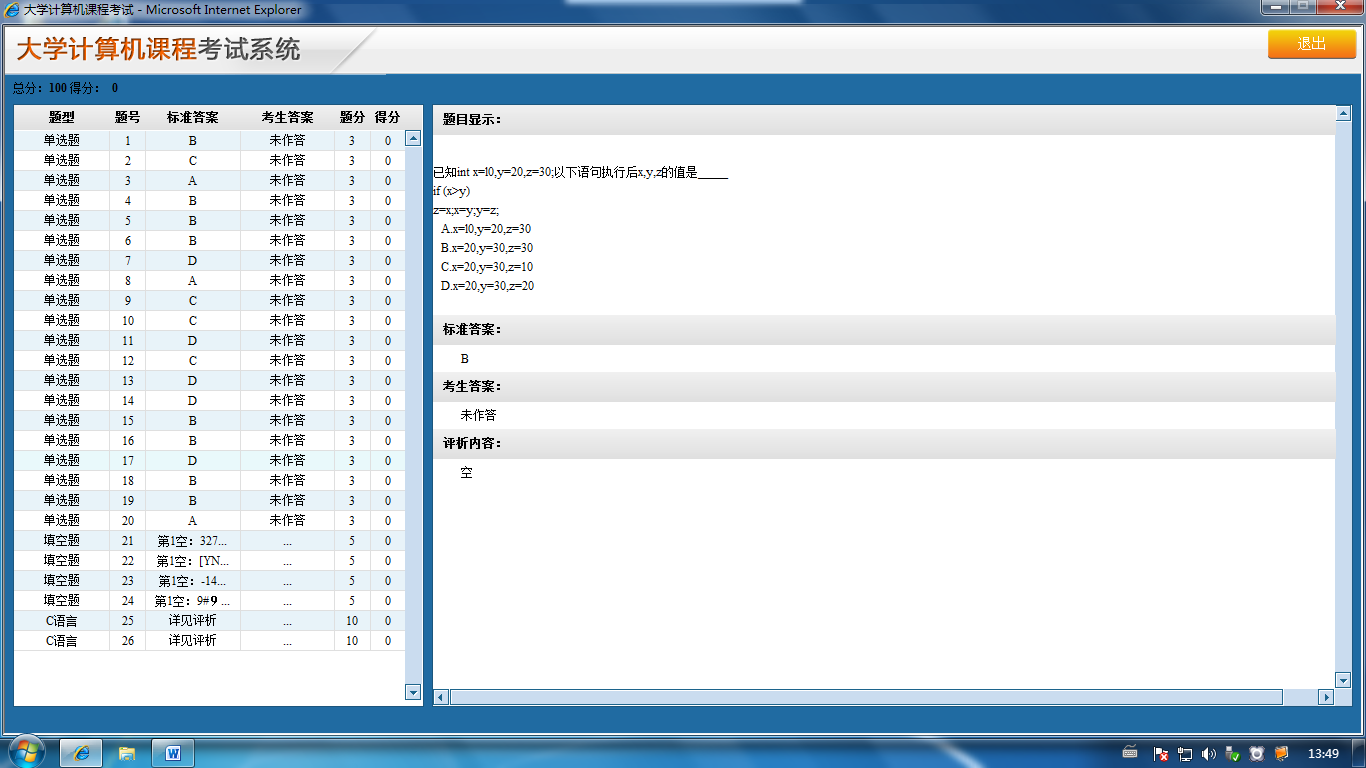 大学计算机课程考试 - Microsoft Internet Explorer
大学计算机课程考试系统
退出
总分：100 得分： 0
题型 题号 标准答案 考生答案 题分 得分
单选题 1 B 未作答 3 0
单选题 2 C 未作答 3 0
单选题 3 A 未作答 3 0
单选题 4 B 未作答 3 0
单选题 5 B 未作答 3 0
单选题 6 B 未作答 3 0
单选题 7 D 未作答 3 0
单选题 8 A 未作答 3 0
单选题 9 C 未作答 3 0
单选题 10 C 未作答 3 0
单选题 11 D 未作答 3 0
单选题 12 C 未作答 3 0
单选题 13 D 未作答 3 0
单选题 14 D 未作答 3 0
单选题 15 B 未作答 3 0
单选题 16 B 未作答 3 0
单选题 17 D 未作答 3 0
单选题 18 B 未作答 3 0
单选题 19 B 未作答 3 0
单选题 20 A 未作答 3 0
填空题 21 第1空：327... ... 5 0
填空题 22 第1空：[YN... ... 5 0
填空题 23 第1空：-14... ... 5 0
填空题 24 第1空：9#9 ... ... 5 0
C语言 25 详见评析 ... 10 0
C语言 26 详见评析 ... 10 0
题目显示：
已知int x=l0,y=20,z=30;以下语句执行后x,y,z的值是_____
if (x>y)
z=x;x=y;y=z;
A.x=l0,y=20,z=30
B.x=20,y=30,z=30
C.x=20,y=30,z=10
D.x=20,y=30,z=20
标准答案：
B
考生答案：
未作答
评析内容：
空
13:49